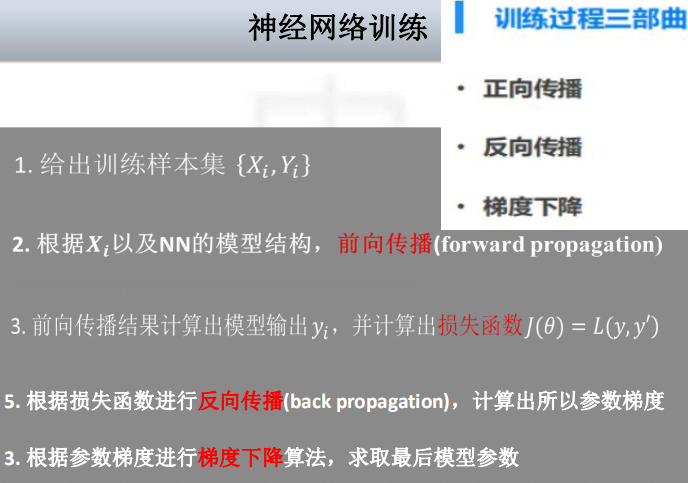 神经网络训练
训练过程三部曲
• 正向传播
• 反向传播
• 梯度下降
1. 给出训练样本集 {Xᵢ,Yᵢ}
2. 根据Xᵢ以及NN的模型结构，前向传播(forward propagation)
3. 前向传播结果计算出模型输出yᵢ，并计算出损失函数J(θ) = L(y,y′)
5. 根据损失函数进行反向传播(back propagation)，计算出所以参数梯度
3. 根据参数梯度进行梯度下降算法，求取最后模型参数